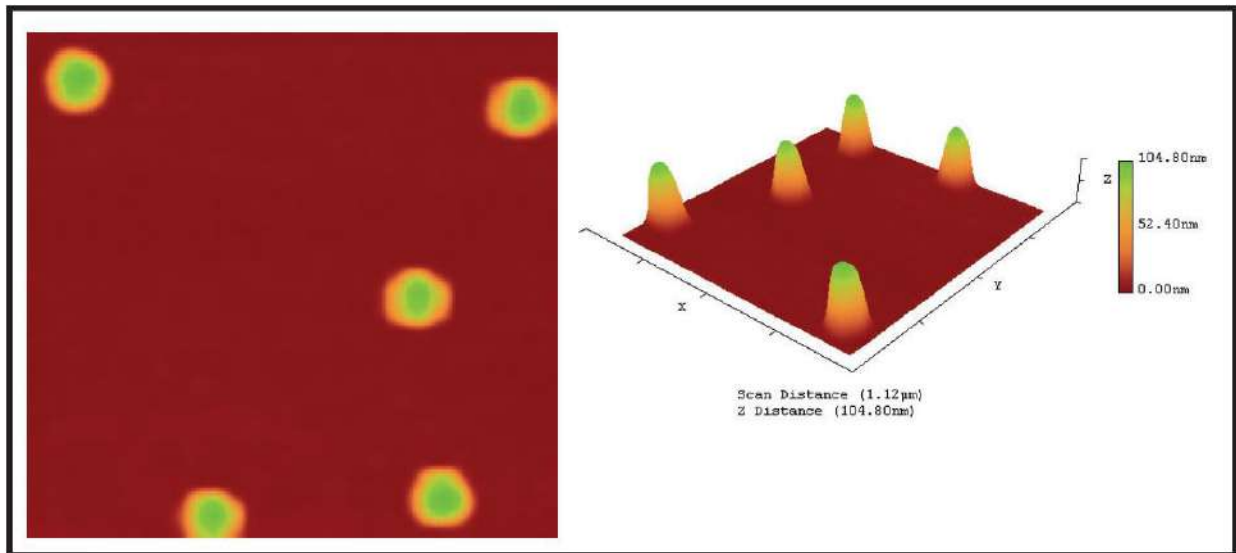 104.80nm
Z
52.40nm
0.00nm
X
Y
Scan Distance (1.12µm)
Z Distance (104.80nm)